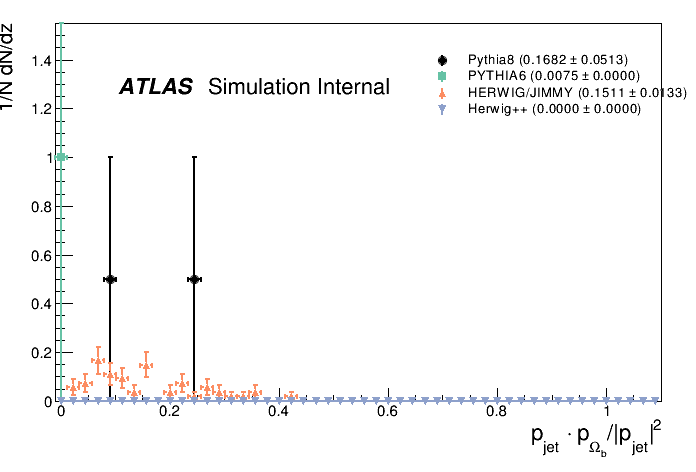 1/N dN/dz
ATLAS Simulation Internal
Pythia8 (0.1682 ± 0.0513)
PYTHIA6 (0.0075 ± 0.0000)
HERWIG/JIMMY (0.1511 ± 0.0133)
Herwig++ (0.0000 ± 0.0000)
1.4
1.2
1
0.8
0.6
0.4
0.2
0
0 0.2 0.4 0.6 0.8 1
p_jet · p_Ω_b/|p_jet|²